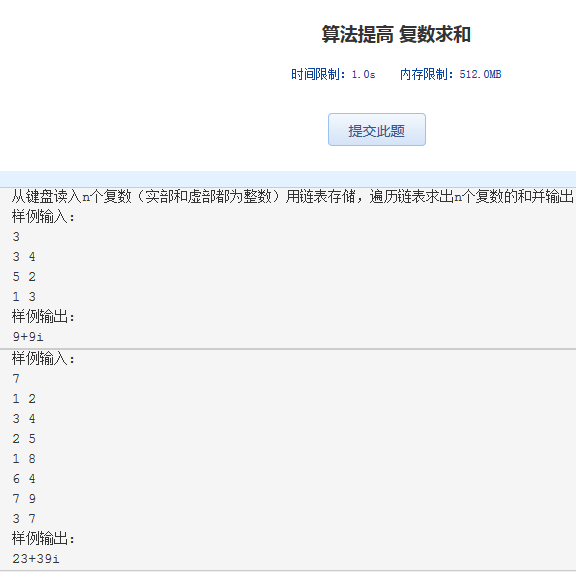 算法提高 复数求和
时间限制：1.0s 内存限制：512.0MB
提交此题
从键盘读入n个复数（实部和虚部都为整数）用链表存储，遍历链表求出n个复数的和并输出
样例输入：
3
3 4
5 2
1 3
样例输出：
9+9i
样例输入：
7
1 2
3 4
2 5
1 8
6 4
7 9
3 7
样例输出：
23+39i